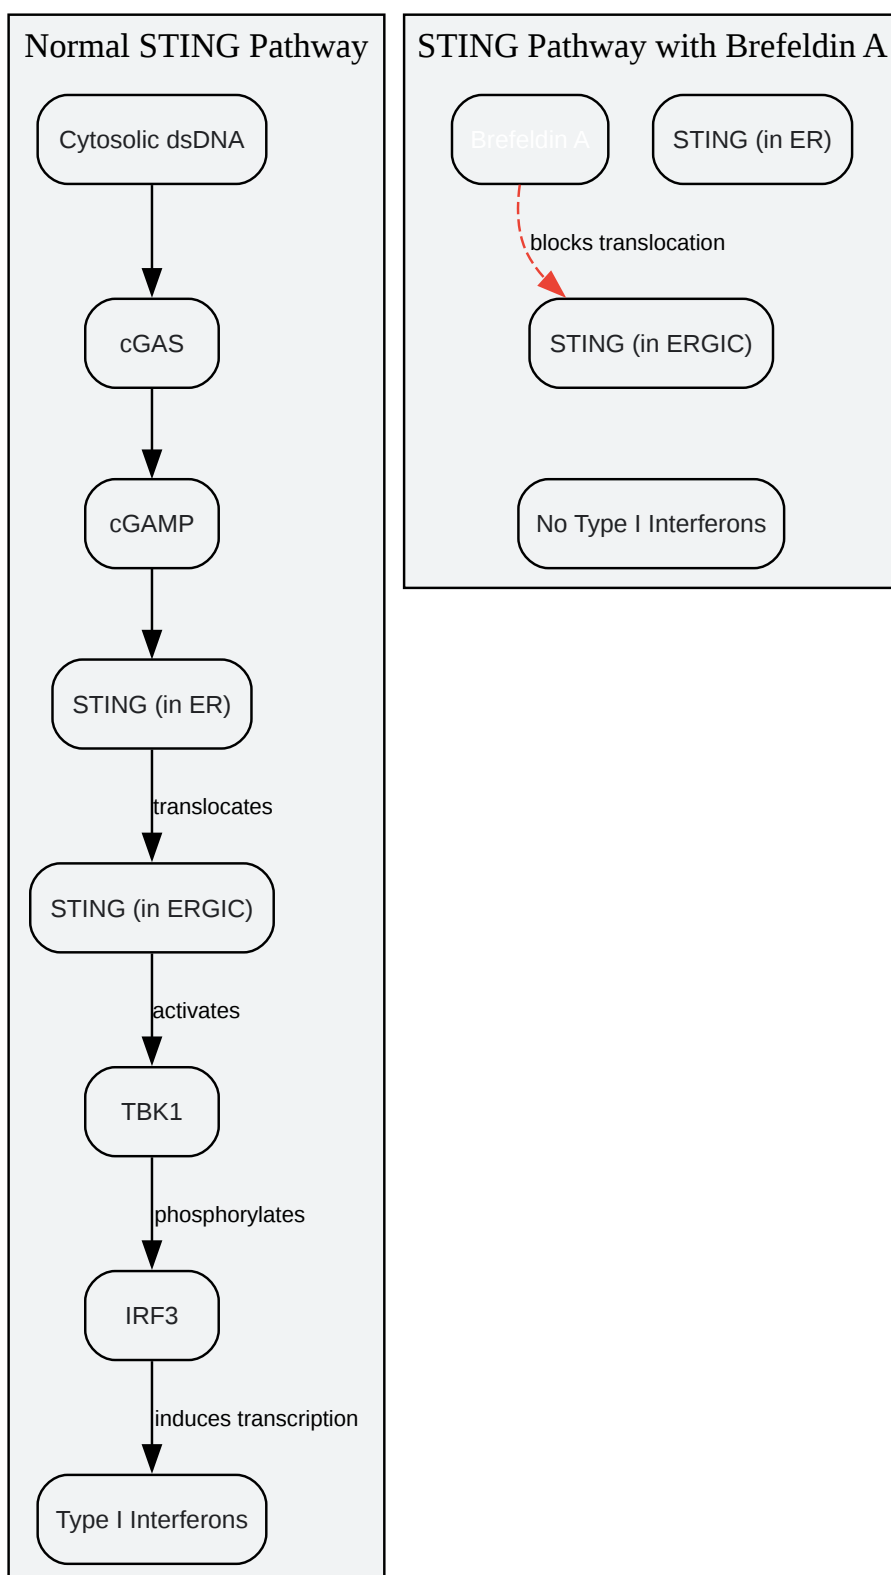 Normal STING Pathway
Cytosolic dsDNA
cGAS
cGAMP
STING (in ER)
translocates
STING (in ERGIC)
activates
TBK1
phosphorylates
IRF3
induces transcription
Type I Interferons
STING Pathway with Brefeldin A
Brefeldin A
STING (in ER)
blocks translocation
STING (in ERGIC)
No Type I Interferons